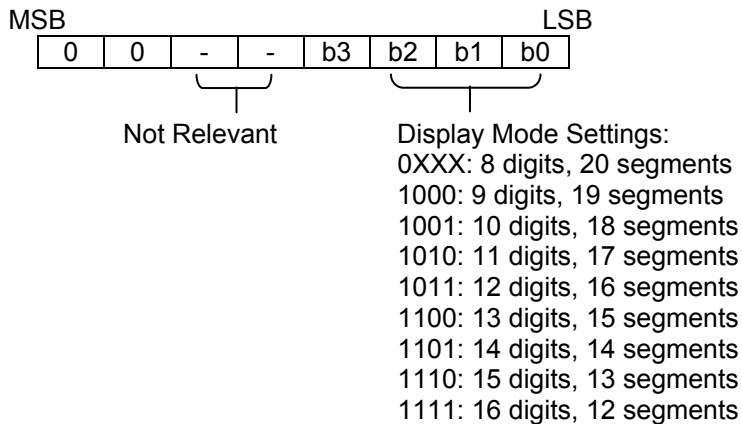 MSB LSB
0 0 - - b3 b2 b1 b0
Not Relevant Display Mode Settings:
0XXX: 8 digits, 20 segments
1000: 9 digits, 19 segments
1001: 10 digits, 18 segments
1010: 11 digits, 17 segments
1011: 12 digits, 16 segments
1100: 13 digits, 15 segments
1101: 14 digits, 14 segments
1110: 15 digits, 13 segments
1111: 16 digits, 12 segments